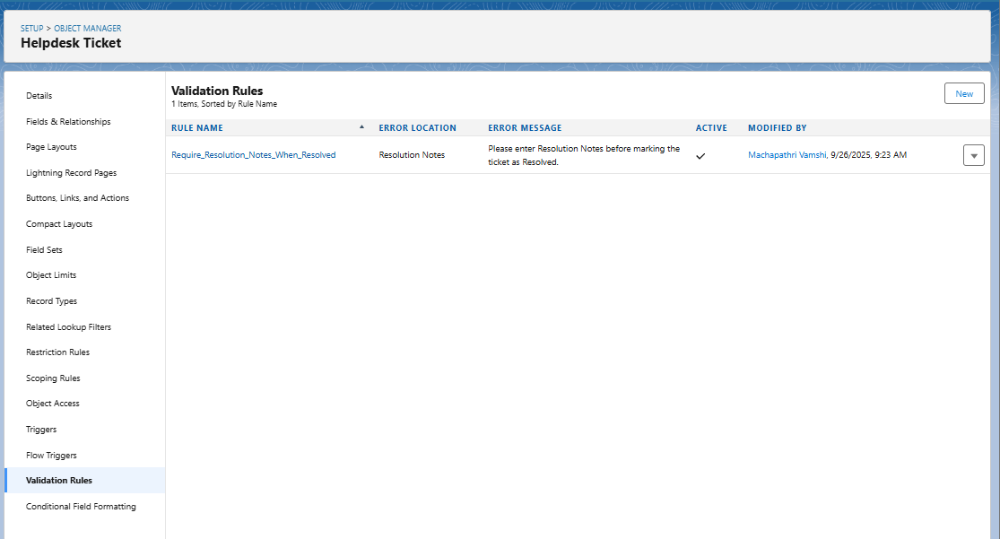 SETUP > OBJECT MANAGER
Helpdesk Ticket
Details
Fields & Relationships
Page Layouts
Lightning Record Pages
Buttons, Links, and Actions
Compact Layouts
Field Sets
Object Limits
Record Types
Related Lookup Filters
Restriction Rules
Scoping Rules
Object Access
Triggers
Flow Triggers
Validation Rules
Conditional Field Formatting
Validation Rules
1 Items, Sorted by Rule Name
New
RULE NAME ERROR LOCATION ERROR MESSAGE ACTIVE MODIFIED BY
Require_Resolution_Notes_When_Resolved Resolution Notes Please enter Resolution Notes before marking the
ticket as Resolved. Machapathri Vamshi, 9/26/2025, 9:23 AM